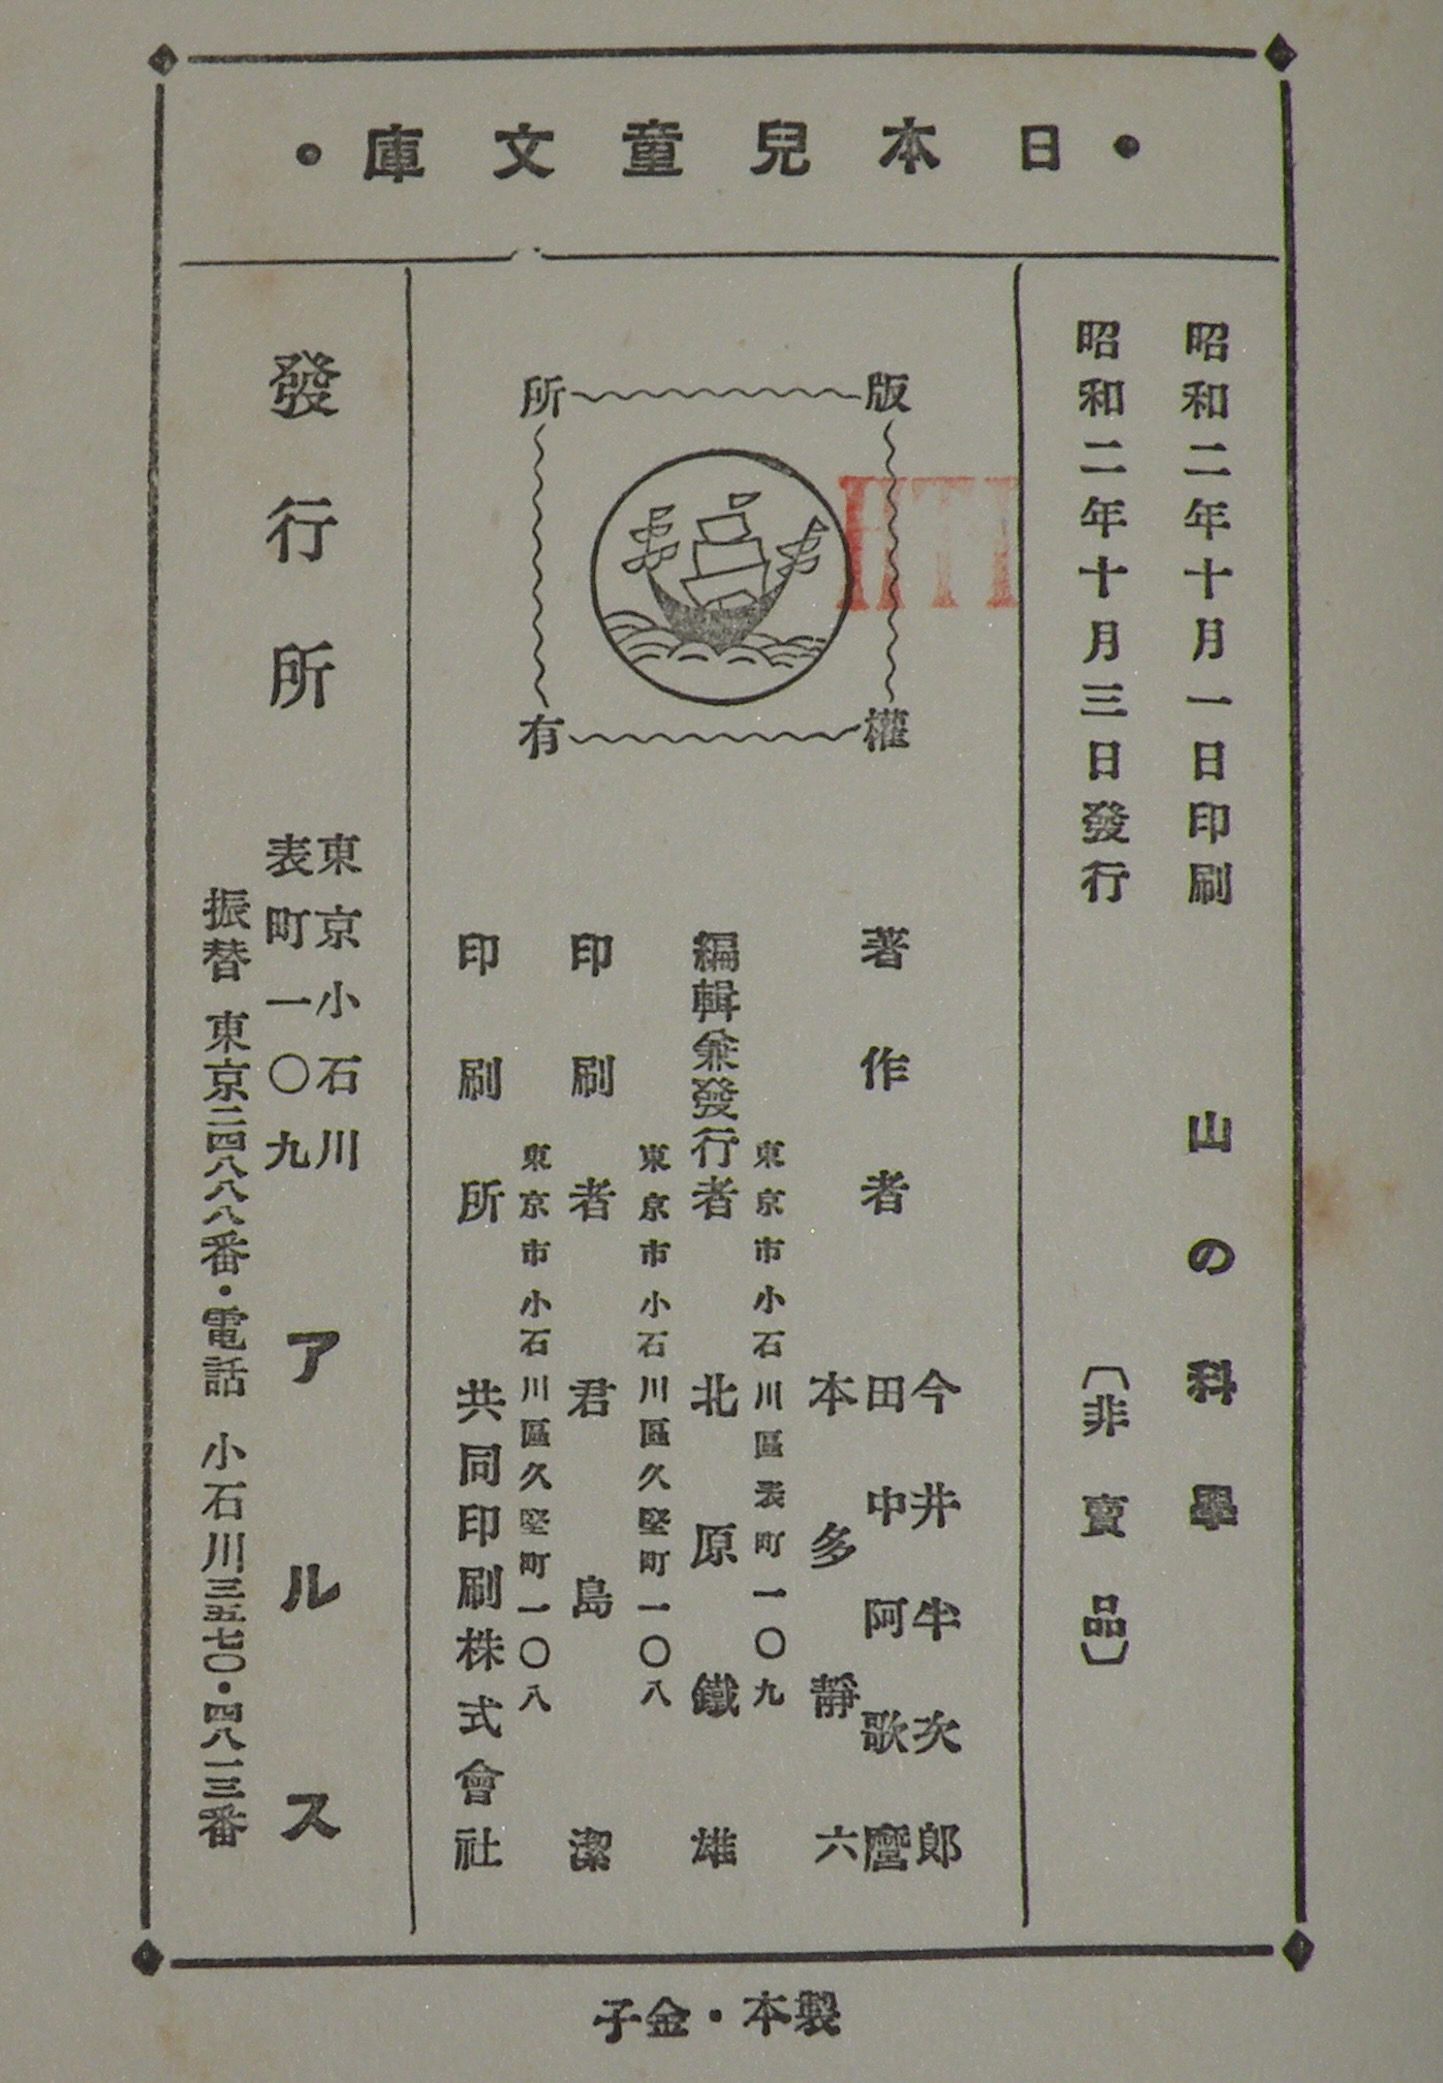 ・日本兒童文庫・
昭和二年十月一日印刷
昭和二年十月三日發行
山の科學
〔非賣品〕
版權所有
著作者
今井半次郎
田中阿歌麿
本多靜六
東京市小石川區表町一〇九
編輯兼發行者 北原鐵雄
東京市小石川區久堅町一〇八
印刷者 君島潔
東京市小石川區久堅町一〇八
印刷所 共同印刷株式會社
發行所
東京小石川
表町一〇九
アルス
振替 東京二四八八八番・電話 小石川三五七〇・四八一三番
製本・金子